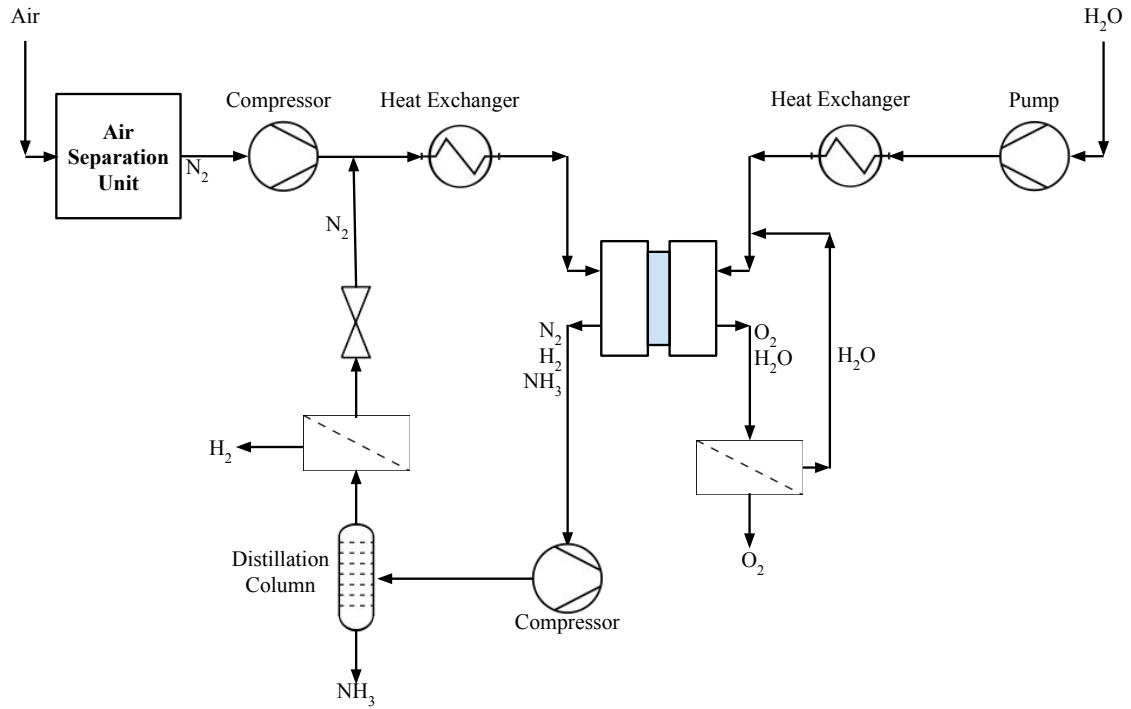 Air
H₂O
Compressor
Heat Exchanger
Heat Exchanger
Pump
Air
Separation
Unit
N₂
N₂
N₂
H₂
NH₃
O₂
H₂O
H₂O
H₂
Distillation
Column
O₂
Compressor
NH₃